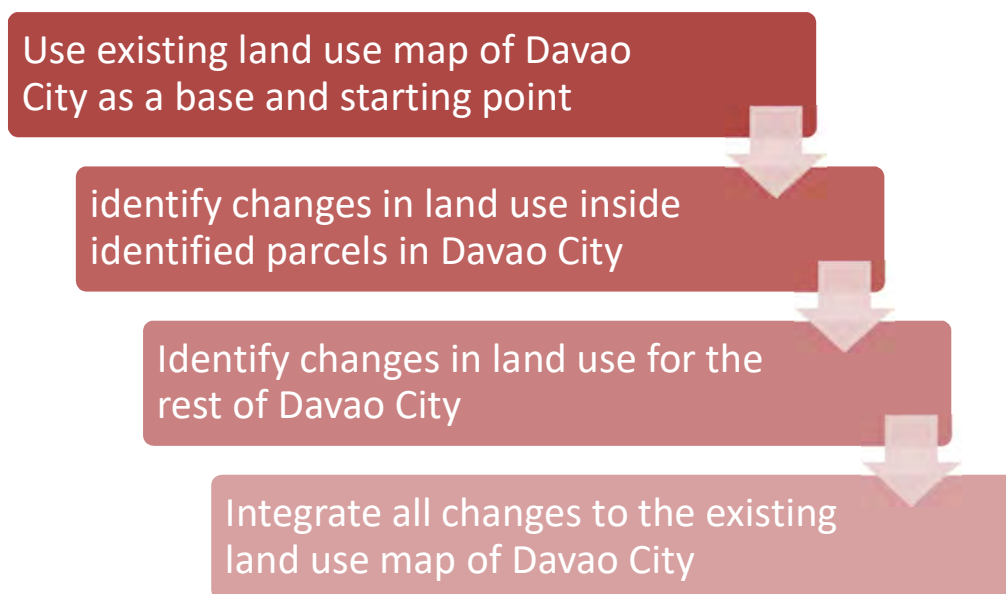 Use existing land use map of Davao
City as a base and starting point
identify changes in land use inside
identified parcels in Davao City
Identify changes in land use for the
rest of Davao City
Integrate all changes to the existing
land use map of Davao City